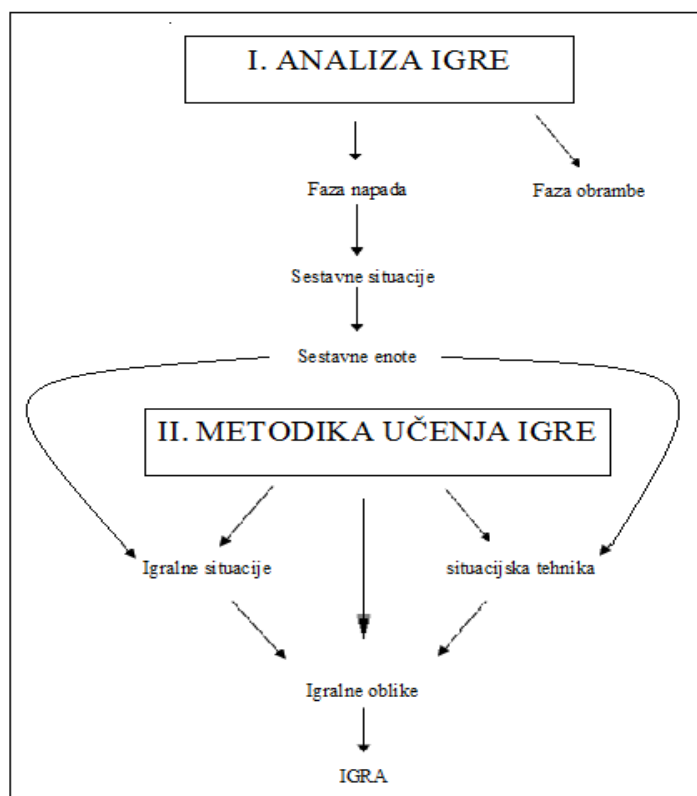 I. ANALIZA IGRE
Faza napada
Faza obrambe
Sestavne situacije
Sestavne enote
II. METODIKA UČENJA IGRE
Igralne situacije
situacijska tehnika
Igralne oblike
IGRA